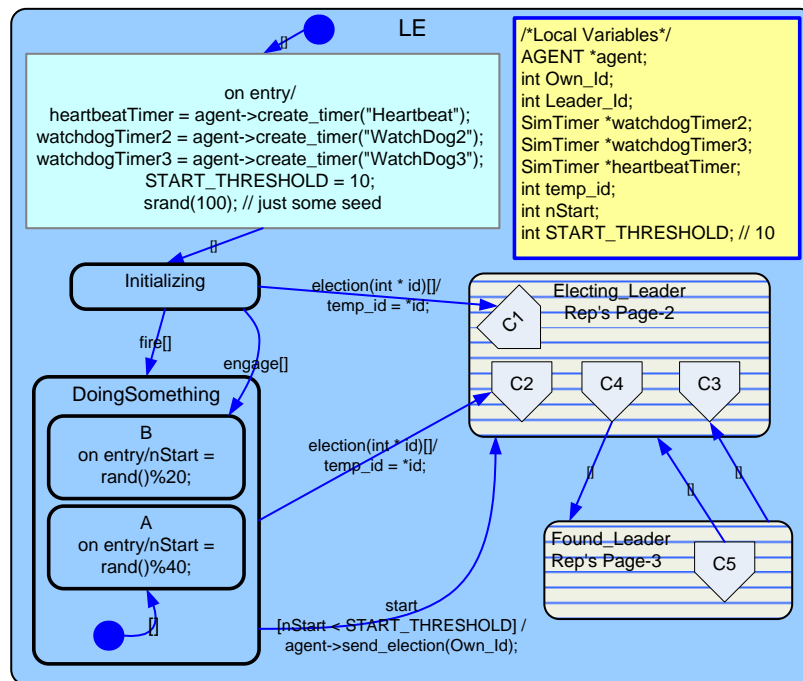 LE
[]
on entry/
heartbeatTimer = agent->create_timer("Heartbeat");
watchdogTimer2 = agent->create_timer("WatchDog2");
watchdogTimer3 = agent->create_timer("WatchDog3");
START_THRESHOLD = 10;
srand(100); // just some seed
/*Local Variables*/
AGENT *agent;
int Own_Id;
int Leader_Id;
SimTimer *watchdogTimer2;
SimTimer *watchdogTimer3;
SimTimer *heartbeatTimer;
int temp_id;
int nStart;
int START_THRESHOLD; // 10
[]
Initializing
election(int * id)[]/
temp_id = *id;
Electing_Leader
Rep's Page-2
C1
C2
C4
C3
fire[]
engage[]
DoingSomething
B
on entry/nStart =
rand()%20;
A
on entry/nStart =
rand()%40;
[]
election(int * id)[]/
temp_id = *id;
[]
[]
[]
Found_Leader
Rep's Page-3
C5
start
[nStart < START_THRESHOLD] /
agent->send_election(Own_Id);